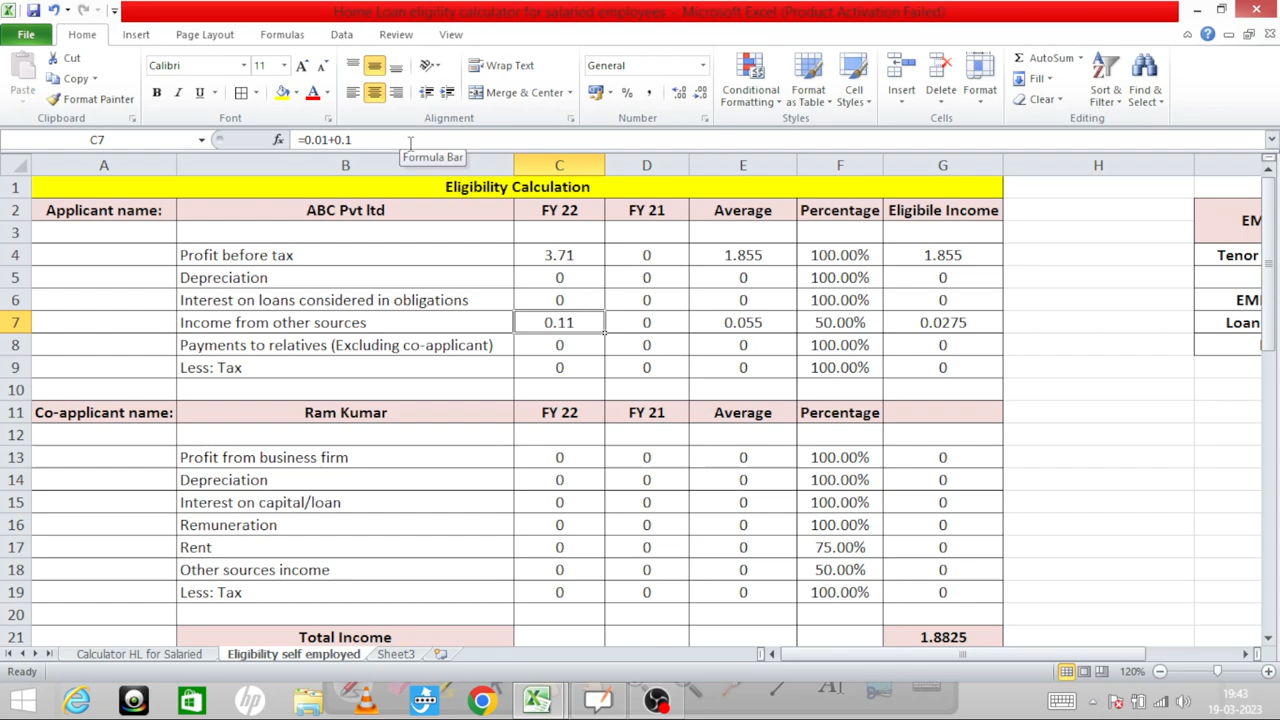 Home Loan eligility calculator for salaried employees - Microsoft Excel (Product Activation Failed)
File Home Insert Page Layout Formulas Data Review View
Cut
Copy
Format Painter
Paste
Clipboard
Calibri 11
B I U
Font
Wrap Text
Merge & Center
Alignment
General
Number
Conditional Formatting
Format as Table
Cell Styles
Styles
Insert Delete Format
Cells
AutoSum
Fill
Clear
Sort & Filter
Find & Select
Editing
C7 fx =0.01+0.1
Formula Bar
A B C D E F G H
1 Eligibility Calculation
2 Applicant name: ABC Pvt ltd FY 22 FY 21 Average Percentage Eligibile Income EM
3
4 Profit before tax 3.71 0 1.855 100.00% 1.855 Tenor
5 Depreciation 0 0 0 100.00% 0
6 Interest on loans considered in obligations 0 0 0 100.00% 0 EMI
7 Income from other sources 0.11 0 0.055 50.00% 0.0275 Loan
8 Payments to relatives (Excluding co-applicant) 0 0 0 100.00% 0
9 Less: Tax 0 0 0 100.00% 0
10
11 Co-applicant name: Ram Kumar FY 22 FY 21 Average Percentage
12
13 Profit from business firm 0 0 0 100.00% 0
14 Depreciation 0 0 0 100.00% 0
15 Interest on capital/loan 0 0 0 100.00% 0
16 Remuneration 0 0 0 100.00% 0
17 Rent 0 0 0 75.00% 0
18 Other sources income 0 0 0 50.00% 0
19 Less: Tax 0 0 0 100.00% 0
20
21 Total Income 1.8825
Calculator HL for Salaried Eligibility self employed Sheet3
Ready 120%
19:43
19-03-2023